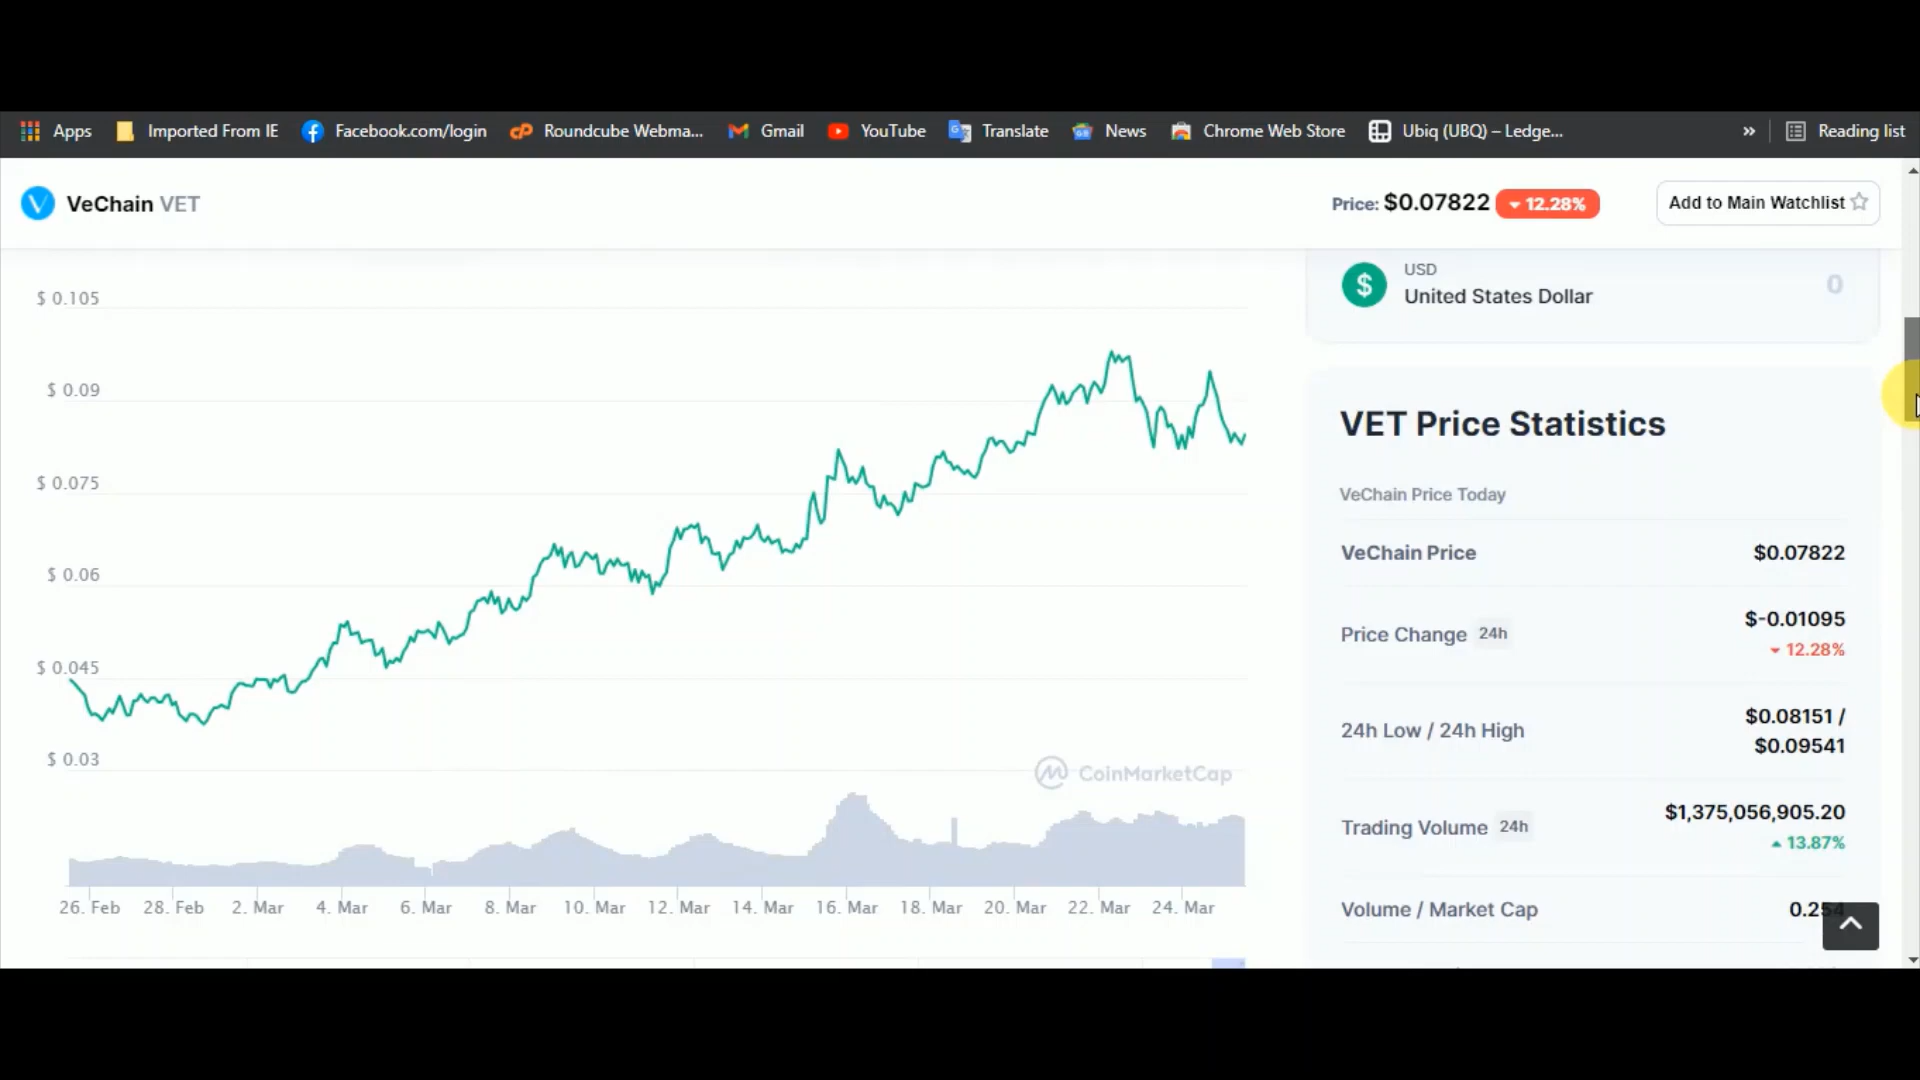 Apps Imported From IE Facebook.com/login Roundcube Webma... Gmail YouTube Translate News Chrome Web Store Ubiq (UBQ) – Ledge... » Reading list
VeChain VET Price: $0.07822 12.28% Add to Main Watchlist
USD
United States Dollar 0
$ 0.105
$ 0.09
$ 0.075
$ 0.06
$ 0.045
$ 0.03
CoinMarketCap
26. Feb 28. Feb 2. Mar 4. Mar 6. Mar 8. Mar 10. Mar 12. Mar 14. Mar 16. Mar 18. Mar 20. Mar 22. Mar 24. Mar
VET Price Statistics
VeChain Price Today
VeChain Price $0.07822
Price Change 24h $-0.01095
12.28%
24h Low / 24h High $0.08151 /
$0.09541
Trading Volume 24h $1,375,056,905.20
13.87%
Volume / Market Cap 0.254